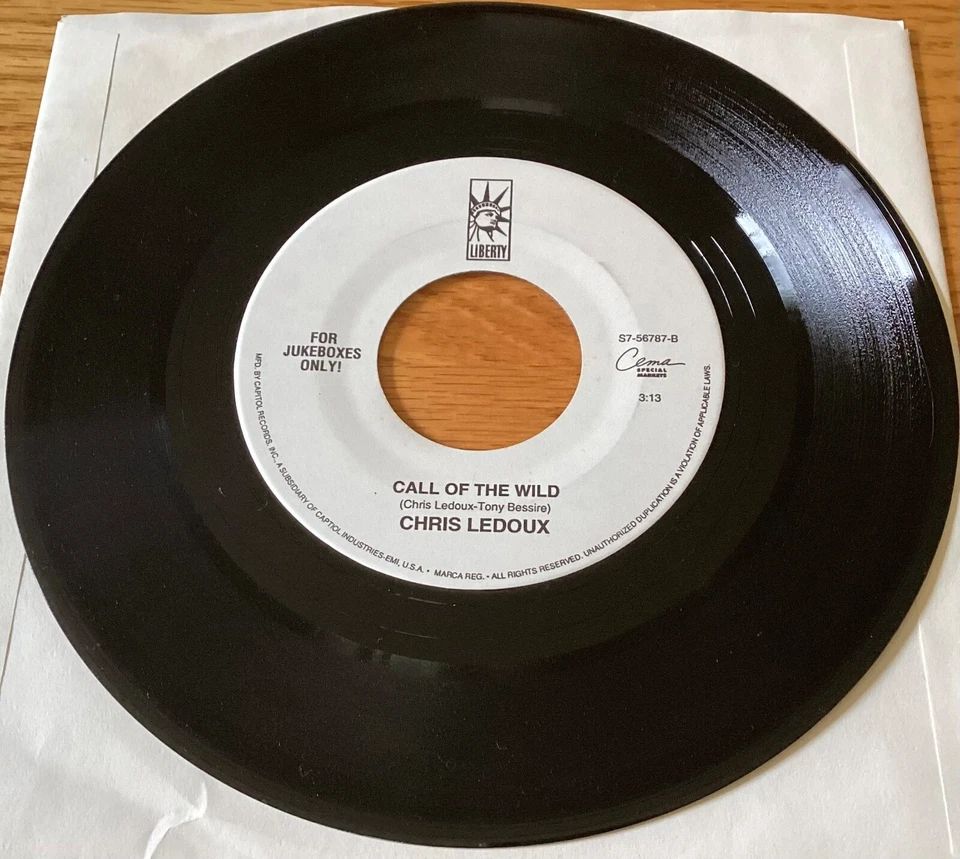 LIBERTY
FOR
JUKEBOXES
ONLY!
S7-56787-B
Cema
SPECIAL
MARKETS
3:13
CALL OF THE WILD
(Chris Ledoux-Tony Bessire)
CHRIS LEDOUX
MFD. BY CAPITOL RECORDS, INC., A SUBSIDIARY OF CAPTIOL INDUSTRIES-EMI, U.S.A. • MARCA REG. • ALL RIGHTS RESERVED. UNAUTHORIZED DUPLICATION IS A VIOLATION OF APPLICABLE LAWS.